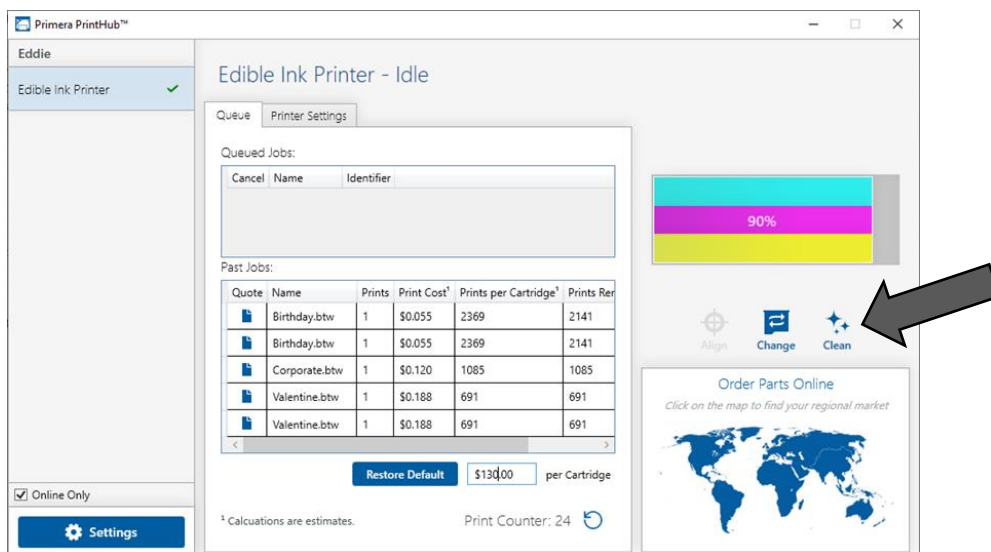 Primera PrintHub™
Eddie
Edible Ink Printer
Edible Ink Printer - Idle
Queue Printer Settings
Queued Jobs:
Cancel Name Identifier
Past Jobs:
Quote Name Prints Print Cost¹ Prints per Cartridge¹ Prints Rer
Birthday.btw 1 $0.055 2369 2141
Birthday.btw 1 $0.055 2369 2141
Corporate.btw 1 $0.120 1085 1085
Valentine.btw 1 $0.188 691 691
Valentine.btw 1 $0.188 691 691
Restore Default $130.00 per Cartridge
¹ Calcuations are estimates. Print Counter: 24
90%
Align Change Clean
Order Parts Online
Click on the map to find your regional market
Online Only
Settings